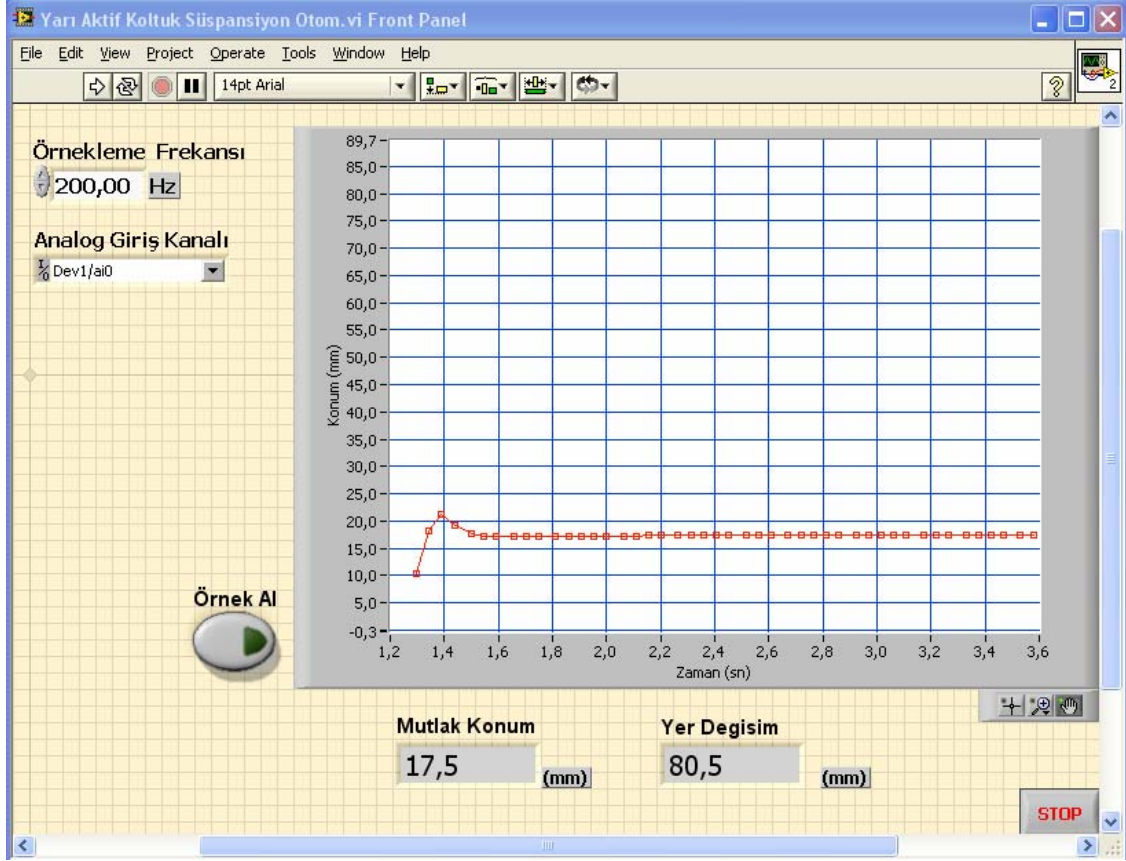 Yarı Aktif Koltuk Süspansiyon Otom.vi Front Panel
File Edit View Project Operate Tools Window Help
14pt Arial
?
2
Örnekleme Frekansı
200,00 Hz
Analog Giriş Kanalı
I/O Dev1/ai0
Örnek Al
Konum (mm)
89,7
85,0
80,0
75,0
70,0
65,0
60,0
55,0
50,0
45,0
40,0
35,0
30,0
25,0
20,0
15,0
10,0
5,0
-0,3
1,2 1,4 1,6 1,8 2,0 2,2 2,4 2,6 2,8 3,0 3,2 3,4 3,6
Zaman (sn)
Mutlak Konum
17,5 (mm)
Yer Degisim
80,5 (mm)
STOP